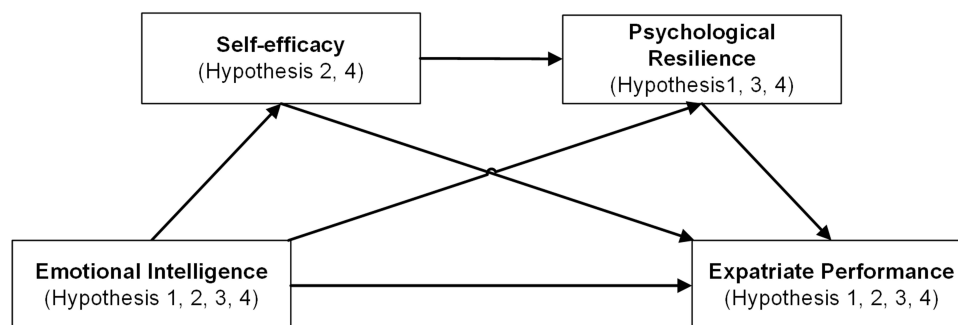 Self-efficacy
(Hypothesis 2, 4)
Psychological
Resilience
(Hypothesis1, 3, 4)
Emotional Intelligence
(Hypothesis 1, 2, 3, 4)
Expatriate Performance
(Hypothesis 1, 2, 3, 4)